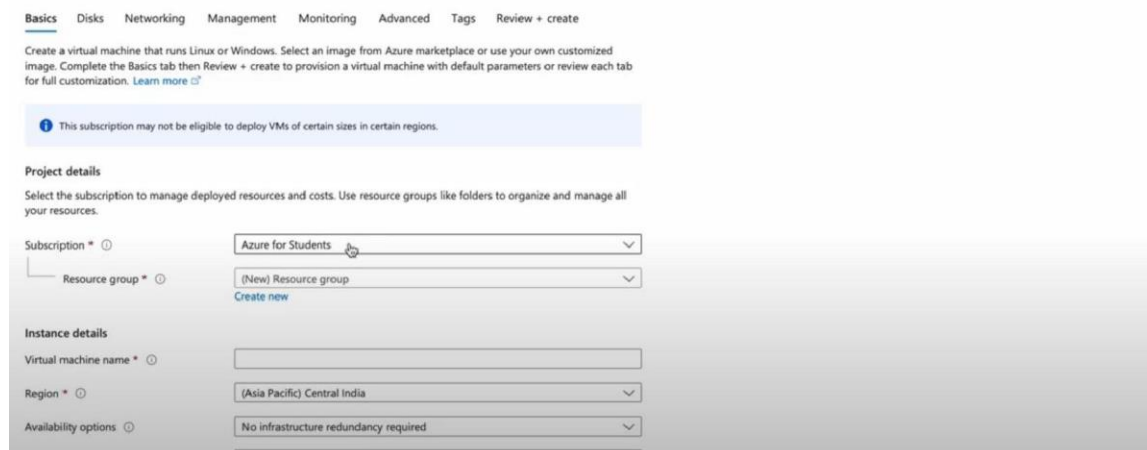 Basics Disks Networking Management Monitoring Advanced Tags Review + create
Create a virtual machine that runs Linux or Windows. Select an image from Azure marketplace or use your own customized
image. Complete the Basics tab then Review + create to provision a virtual machine with default parameters or review each tab
for full customization. Learn more
This subscription may not be eligible to deploy VMs of certain sizes in certain regions.
Project details
Select the subscription to manage deployed resources and costs. Use resource groups like folders to organize and manage all
your resources.
Subscription * Azure for Students
Resource group * (New) Resource group
Create new
Instance details
Virtual machine name *
Region * (Asia Pacific) Central India
Availability options No infrastructure redundancy required